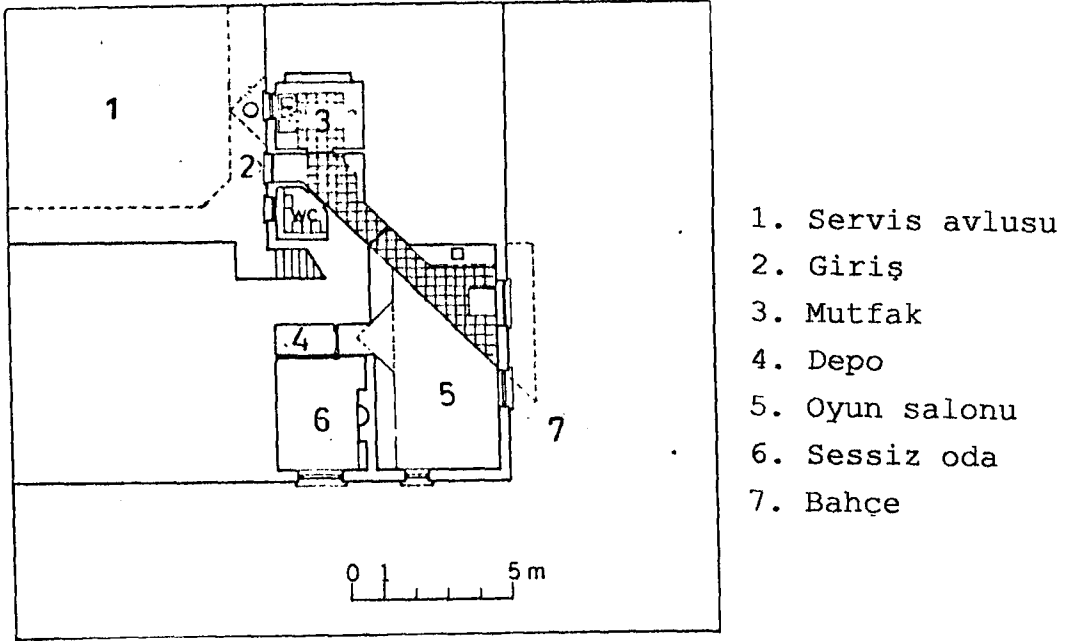 1
2
3
WC
4
5
6
7
0 1 5 m
1. Servis avlusu
2. Giriş
3. Mutfak
4. Depo
5. Oyun salonu
6. Sessiz oda
7. Bahçe